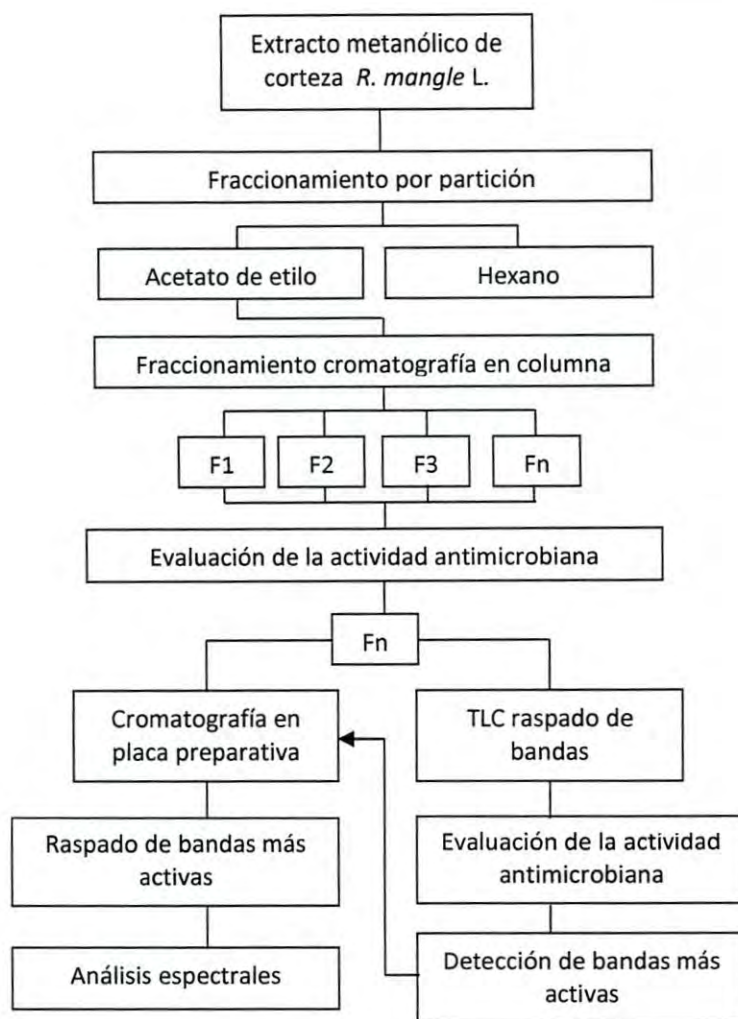 Extracto metanólico de
corteza R. mangle L.
Fraccionamiento por partición
Acetato de etilo
Hexano
Fraccionamiento cromatografía en columna
F1
F2
F3
Fn
Evaluación de la actividad antimicrobiana
Fn
Cromatografía en
placa preparativa
TLC raspado de
bandas
Raspado de bandas más
activas
Evaluación de la actividad
antimicrobiana
Análisis espectrales
Detección de bandas más
activas